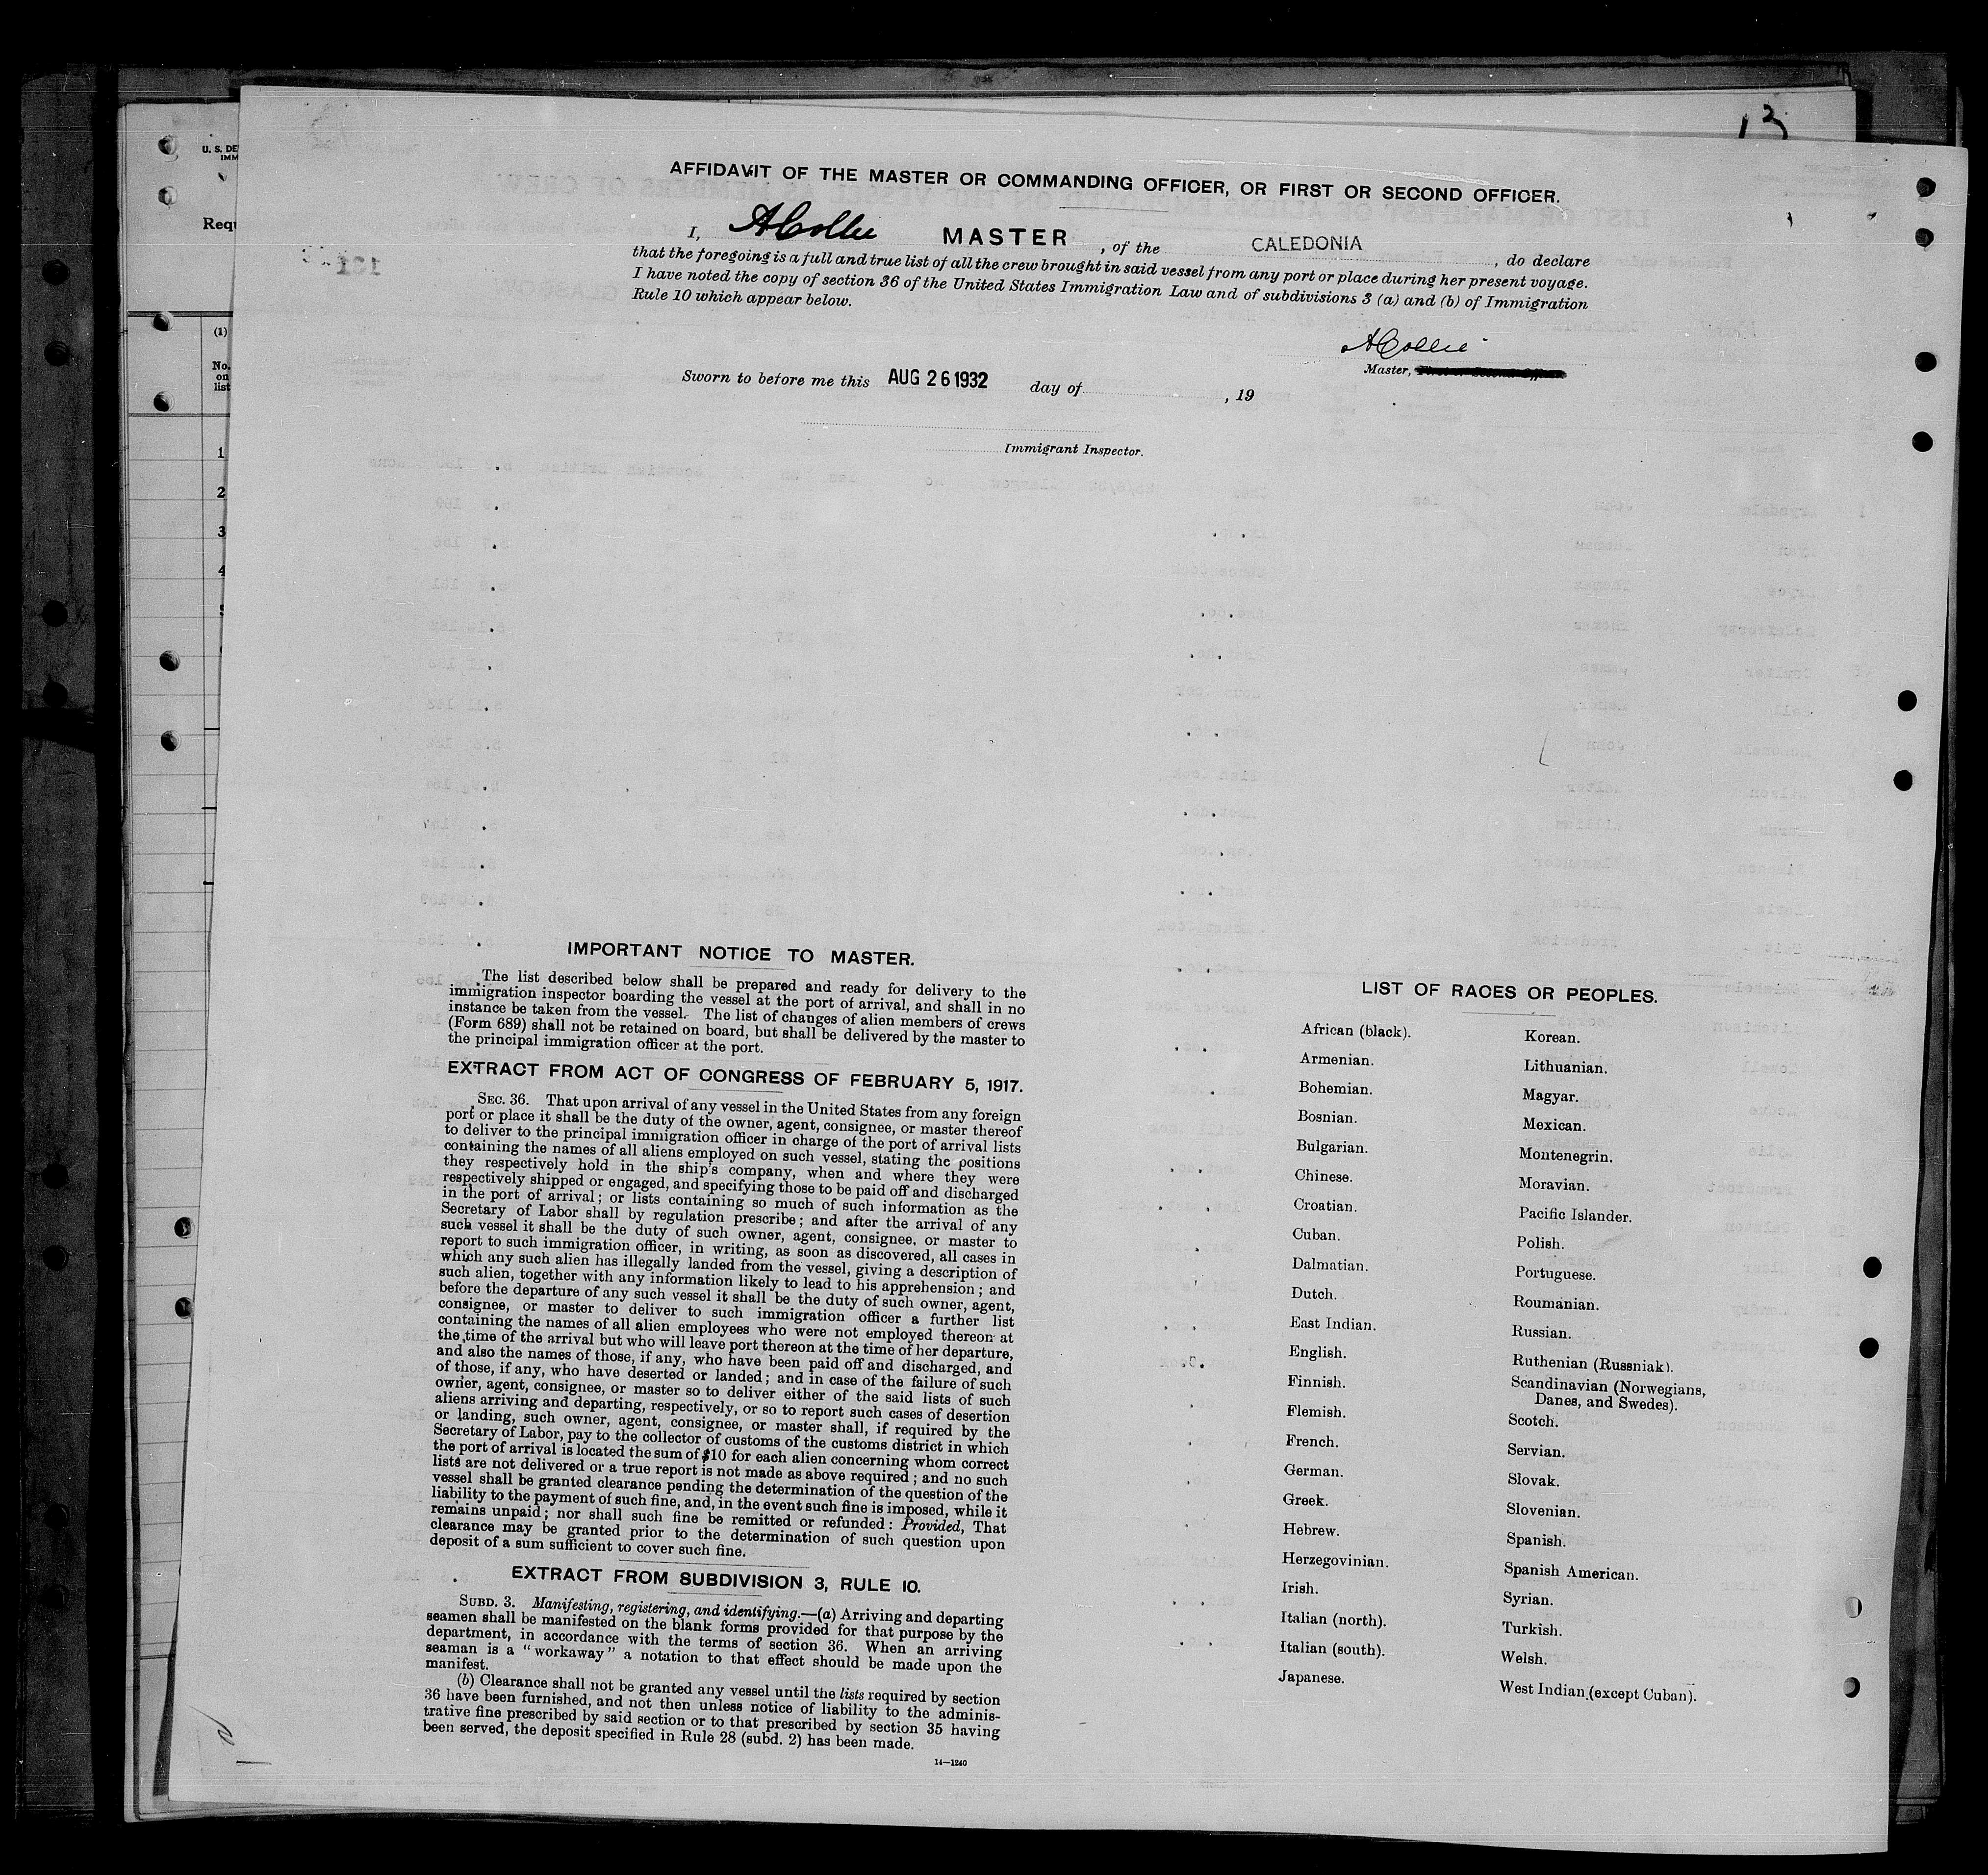 13
U. S. DE
IMM
Requ
(1)
No.
on
list
1
2
3
4
AFFIDAVIT OF THE MASTER OR COMMANDING OFFICER, OR FIRST OR SECOND OFFICER.
I, A Collie MASTER , of the CALEDONIA , do declare
that the foregoing is a full and true list of all the crew brought in said vessel from any port or place during her present voyage.
I have noted the copy of section 36 of the United States Immigration Law and of subdivisions 3 (a) and (b) of Immigration
Rule 10 which appear below.
A Collie
Master,
Sworn to before me this AUG 26 1932 day of , 19
Immigrant Inspector.
IMPORTANT NOTICE TO MASTER.
The list described below shall be prepared and ready for delivery to the
immigration inspector boarding the vessel at the port of arrival, and shall in no
instance be taken from the vessel. The list of changes of alien members of crews
(Form 689) shall not be retained on board, but shall be delivered by the master to
the principal immigration officer at the port.
EXTRACT FROM ACT OF CONGRESS OF FEBRUARY 5, 1917.
SEC. 36. That upon arrival of any vessel in the United States from any foreign
port or place it shall be the duty of the owner, agent, consignee, or master thereof
to deliver to the principal immigration officer in charge of the port of arrival lists
containing the names of all aliens employed on such vessel, stating the positions
they respectively hold in the ship's company, when and where they were
respectively shipped or engaged, and specifying those to be paid off and discharged
in the port of arrival; or lists containing so much of such information as the
Secretary of Labor shall by regulation prescribe; and after the arrival of any
such vessel it shall be the duty of such owner, agent, consignee, or master to
report to such immigration officer, in writing, as soon as discovered, all cases in
which any such alien has illegally landed from the vessel, giving a description of
such alien, together with any information likely to lead to his apprehension; and
before the departure of any such vessel it shall be the duty of such owner, agent,
consignee, or master to deliver to such immigration officer a further list
containing the names of all alien employees who were not employed thereon at
the time of the arrival but who will leave port thereon at the time of her departure,
and also the names of those, if any, who have been paid off and discharged, and
of those, if any, who have deserted or landed; and in case of the failure of such
owner, agent, consignee, or master so to deliver either of the said lists of such
aliens arriving and departing, respectively, or so to report such cases of desertion
or landing, such owner, agent, consignee, or master shall, if required by the
Secretary of Labor, pay to the collector of customs of the customs district in which
the port of arrival is located the sum of $10 for each alien concerning whom correct
lists are not delivered or a true report is not made as above required; and no such
vessel shall be granted clearance pending the determination of the question of the
liability to the payment of such fine, and, in the event such fine is imposed, while it
remains unpaid; nor shall such fine be remitted or refunded: Provided, That
clearance may be granted prior to the determination of such question upon
deposit of a sum sufficient to cover such fine.
EXTRACT FROM SUBDIVISION 3, RULE 10.
SUBD. 3. Manifesting, registering, and identifying.—(a) Arriving and departing
seamen shall be manifested on the blank forms provided for that purpose by the
department, in accordance with the terms of section 36. When an arriving
seaman is a "workaway" a notation to that effect should be made upon the
manifest.
(b) Clearance shall not be granted any vessel until the lists required by section
36 have been furnished, and not then unless notice of liability to the adminis-
trative fine prescribed by said section or to that prescribed by section 35 having
been served, the deposit specified in Rule 28 (subd. 2) has been made.
14—1240
LIST OF RACES OR PEOPLES.
African (black).
Armenian.
Bohemian.
Bosnian.
Bulgarian.
Chinese.
Croatian.
Cuban.
Dalmatian.
Dutch.
East Indian.
English.
Finnish.
Flemish.
French.
German.
Greek.
Hebrew.
Herzegovinian.
Irish.
Italian (north).
Italian (south).
Japanese.
Korean.
Lithuanian.
Magyar.
Mexican.
Montenegrin.
Moravian.
Pacific Islander.
Polish.
Portuguese.
Roumanian.
Russian.
Ruthenian (Russniak).
Scandinavian (Norwegians,
Danes, and Swedes).
Scotch.
Servian.
Slovak.
Slovenian.
Spanish.
Spanish American.
Syrian.
Turkish.
Welsh.
West Indian (except Cuban).